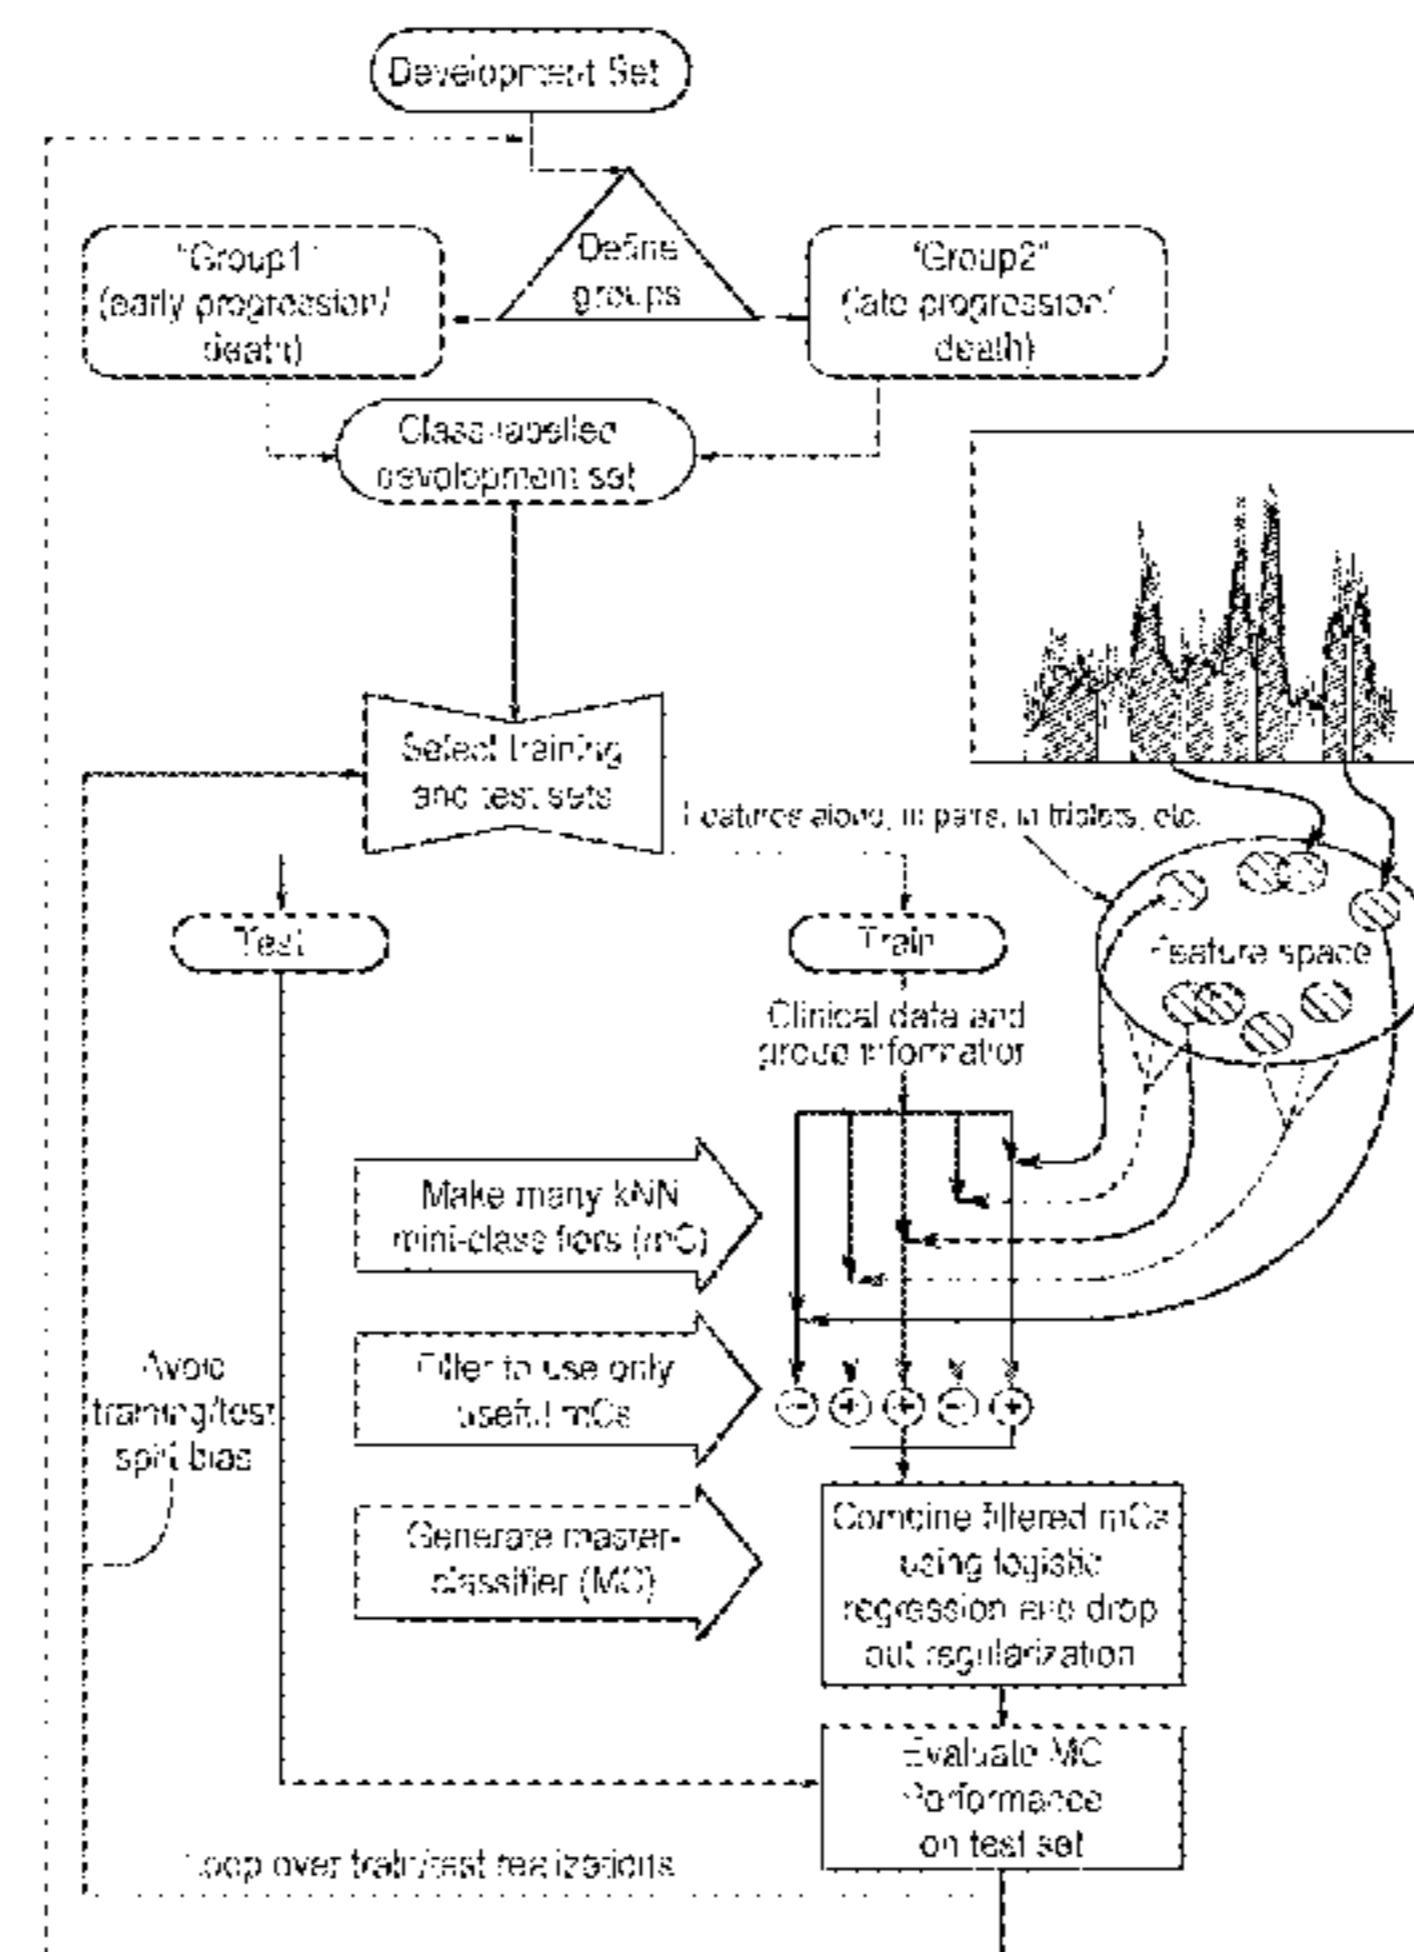 Development Set
Define
groups
"Group1"
(early progression/
death)
"Group2"
(late progression/
death)
Class-labelled
development set
Select training
and test sets
Features alone, in pairs, in triplets, etc.
Test
Train
Feature space
Clinical data and
group information
Make many kNN
mini-classifiers (mC)
Filter to use only
useful mCs
− + + − +
Avoid
training/test
split bias
Generate master-
classifier (MC)
Combine filtered mCs
using logistic
regression and drop
out regularization
Evaluate MC
Performance
on test set
Loop over train/test realizations